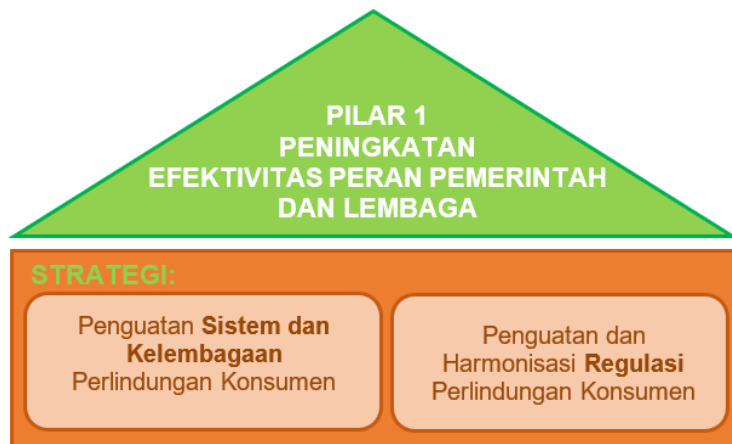 PILAR 1
PENINGKATAN
EFEKTIVITAS PERAN PEMERINTAH
DAN LEMBAGA
STRATEGI:
Penguatan Sistem dan
Kelembagaan
Perlindungan Konsumen
Penguatan dan
Harmonisasi Regulasi
Perlindungan Konsumen